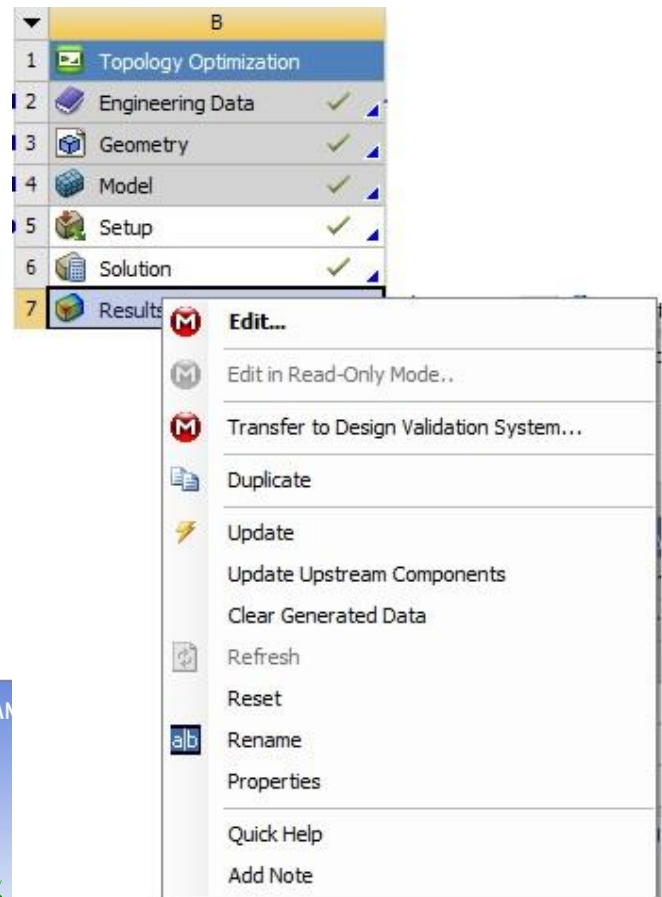 B
1 Topology Optimization
2 Engineering Data
3 Geometry
4 Model
5 Setup
6 Solution
7 Results
Edit...
Edit in Read-Only Mode..
Transfer to Design Validation System...
Duplicate
Update
Update Upstream Components
Clear Generated Data
Refresh
Reset
a|b Rename
Properties
Quick Help
Add Note